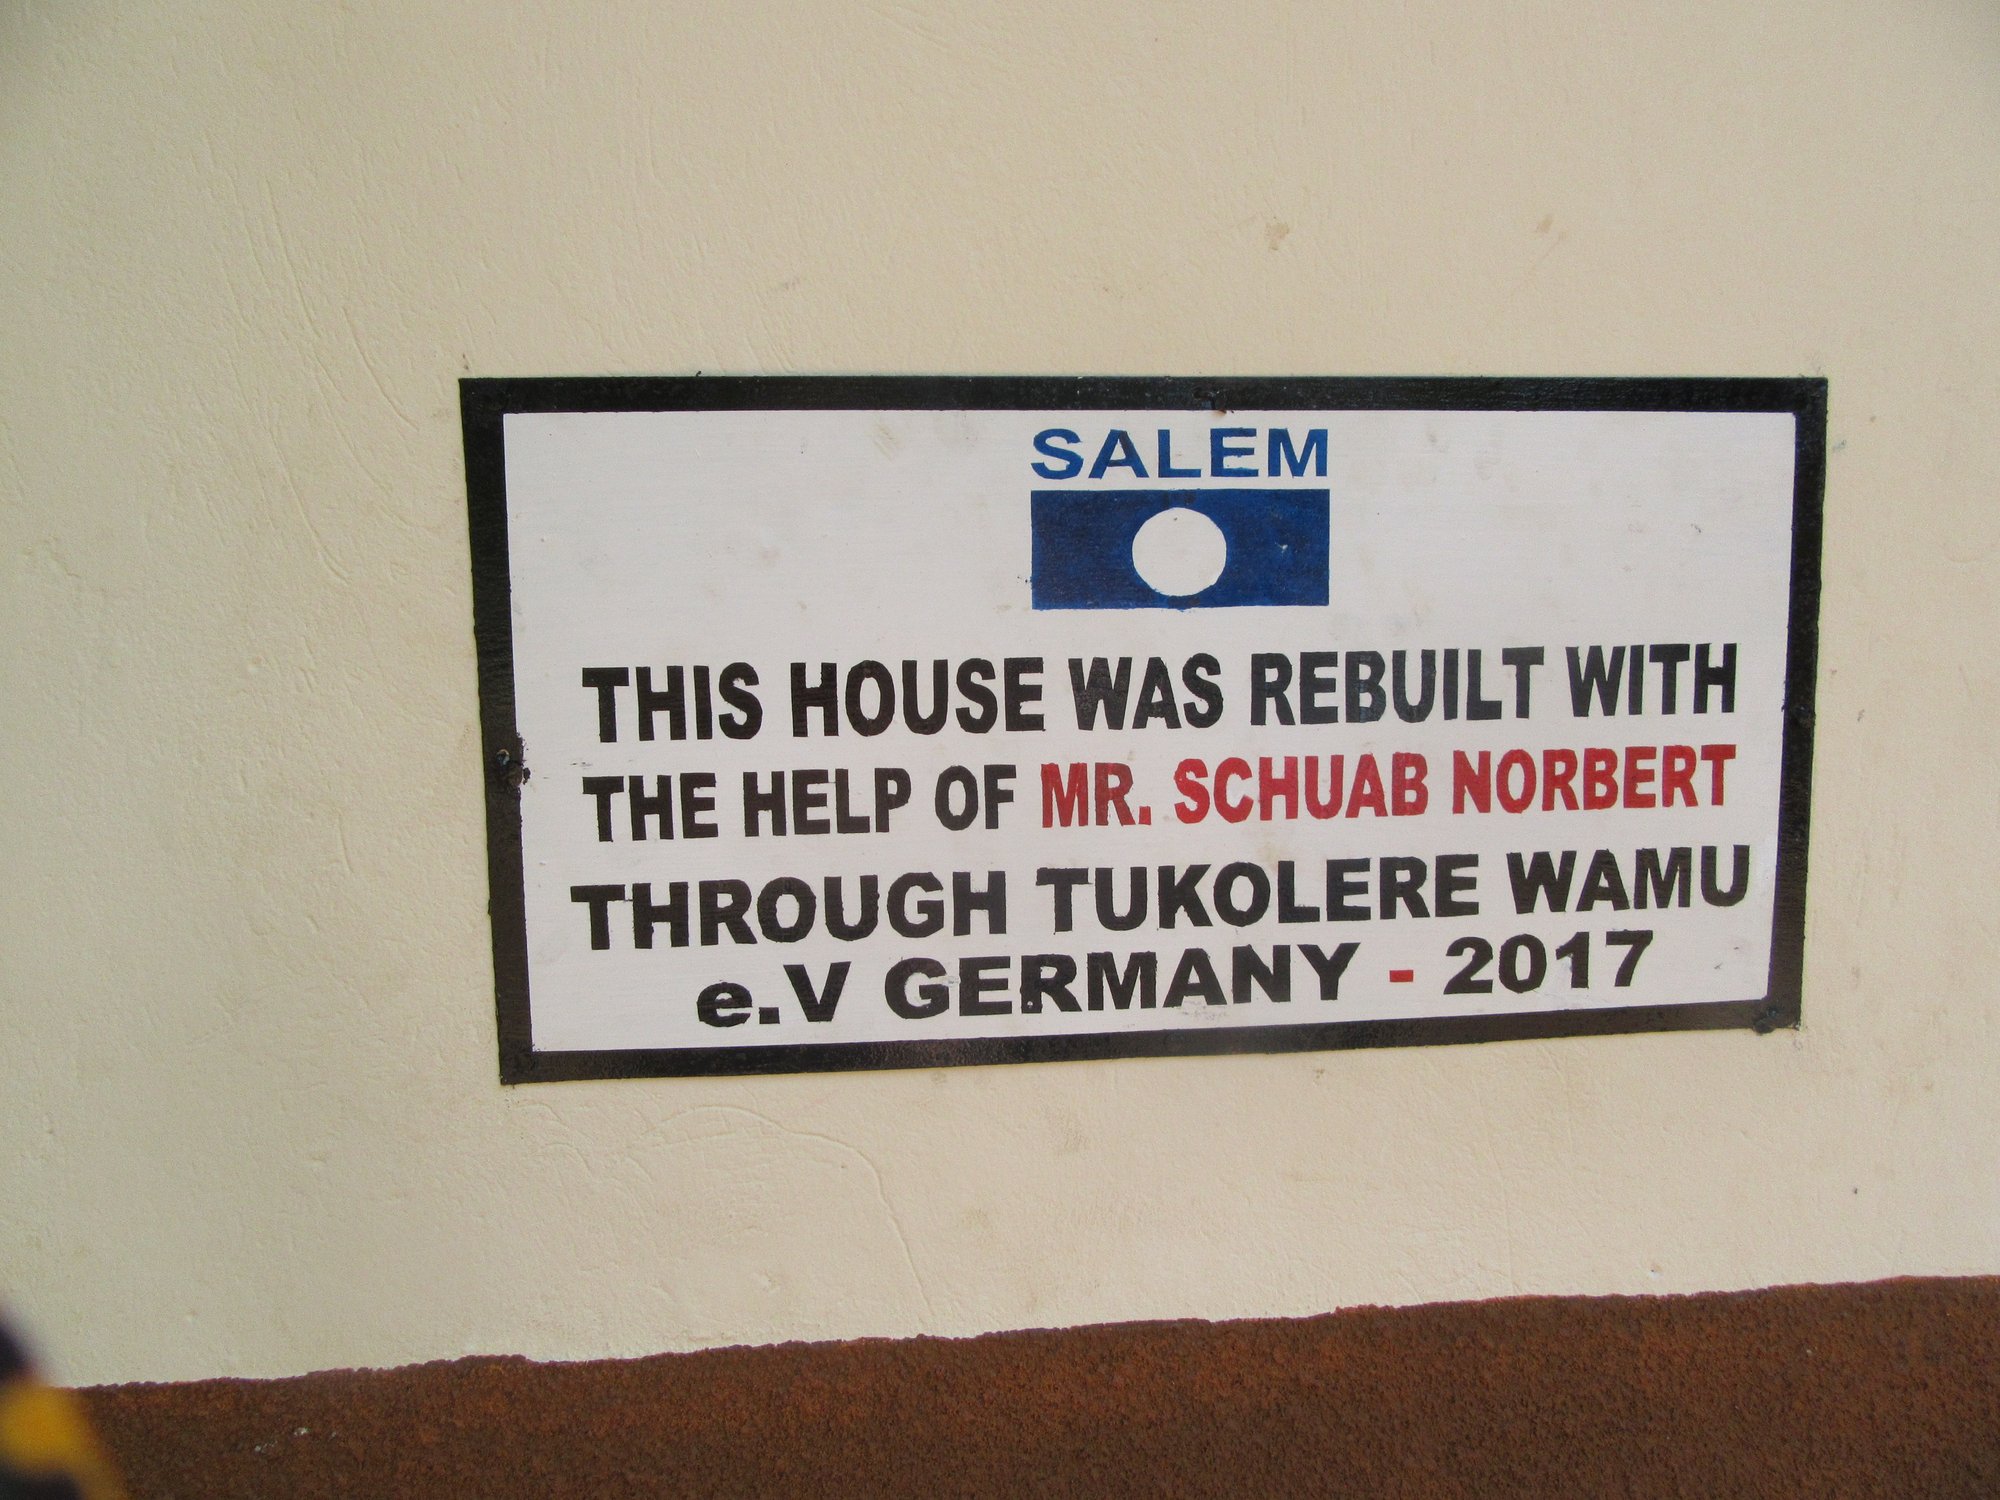 SALEM
THIS HOUSE WAS REBUILT WITH
THE HELP OF MR. SCHUAB NORBERT
THROUGH TUKOLERE WAMU
e.V GERMANY - 2017